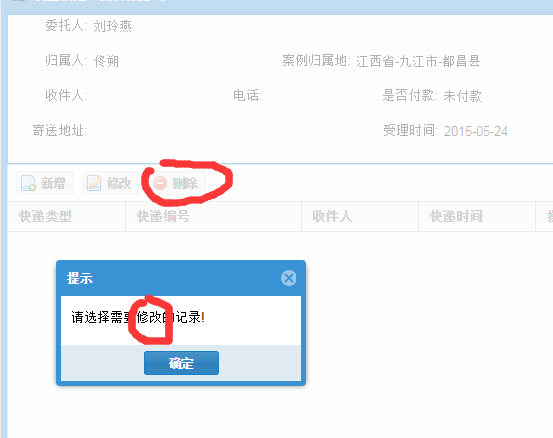 委托人: 刘玲燕
归属人: 佟朔 案例归属地: 江西省-九江市-都昌县
收件人: 电话: 是否付款: 未付款
寄送地址: 受理时间: 2015-05-24
新增 修改 删除
快递类型 快递编号 收件人 快递时间
提示
请选择需要修改的记录!
确定